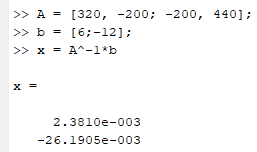 >> A = [320, -200; -200, 440];
>> b = [6;-12];
>> x = A^-1*b
x =
2.3810e-003
-26.1905e-003